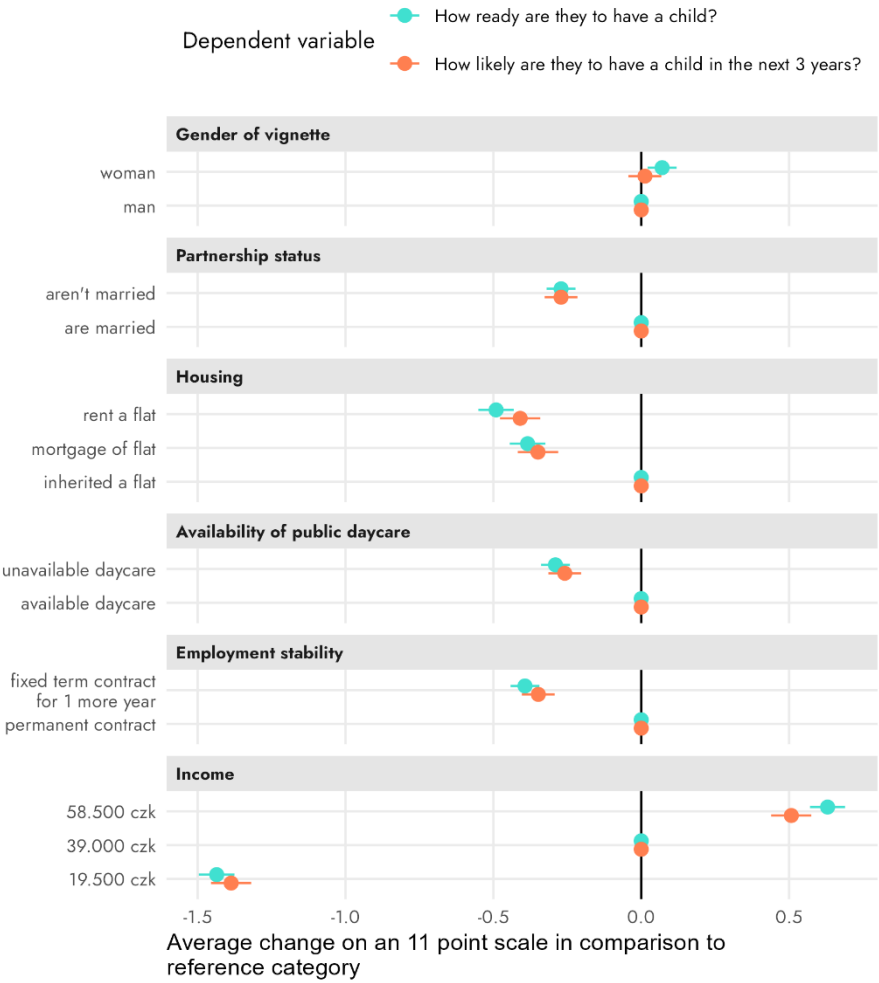 Dependent variable
How ready are they to have a child?
How likely are they to have a child in the next 3 years?
Gender of vignette
woman
man
Partnership status
aren't married
are married
Housing
rent a flat
mortgage of flat
inherited a flat
Availability of public daycare
unavailable daycare
available daycare
Employment stability
fixed term contract
for 1 more year
permanent contract
Income
58.500 czk
39.000 czk
19.500 czk
-1.5 -1.0 -0.5 0.0 0.5
Average change on an 11 point scale in comparison to
reference category